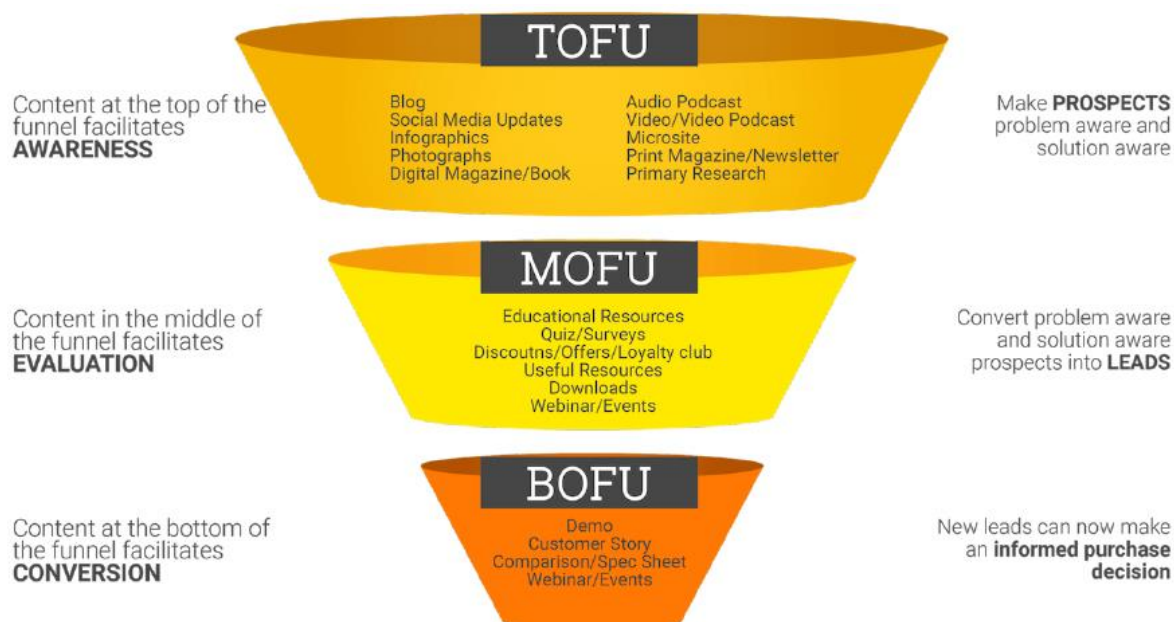 TOFU
Content at the top of the
funnel facilitates
AWARENESS
Blog
Social Media Updates
Infographics
Photographs
Digital Magazine/Book
Audio Podcast
Video/Video Podcast
Microsite
Print Magazine/Newsletter
Primary Research
Make PROSPECTS
problem aware and
solution aware
MOFU
Content in the middle of
the funnel facilitates
EVALUATION
Educational Resources
Quiz/Surveys
Discoutns/Offers/Loyalty club
Useful Resources
Downloads
Webinar/Events
Convert problem aware
and solution aware
prospects into LEADS
BOFU
Content at the bottom of
the funnel facilitates
CONVERSION
Demo
Customer Story
Comparison/Spec Sheet
Webinar/Events
New leads can now make
an informed purchase
decision